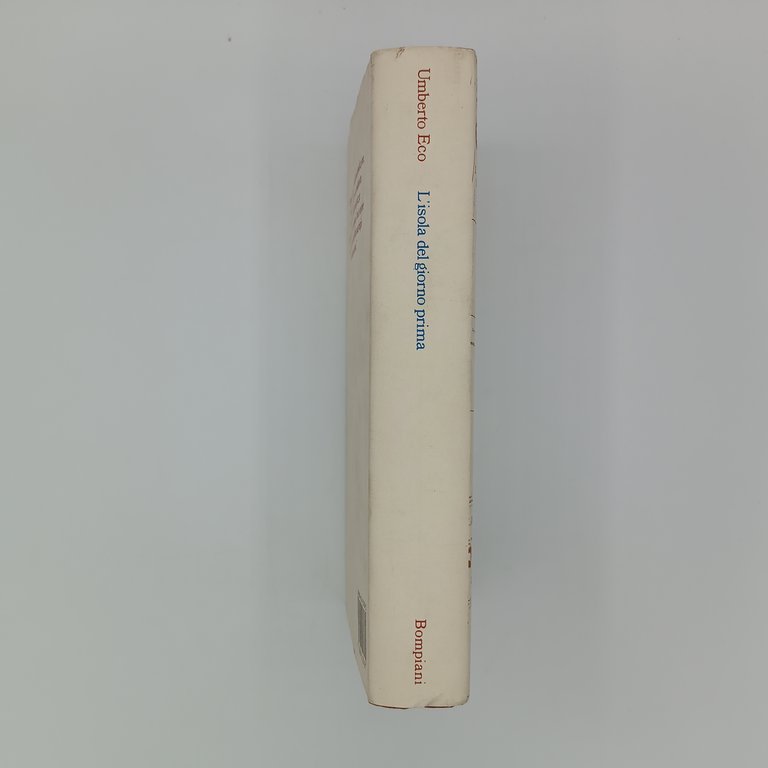 Umberto Eco
L'isola del giorno prima
Bompiani